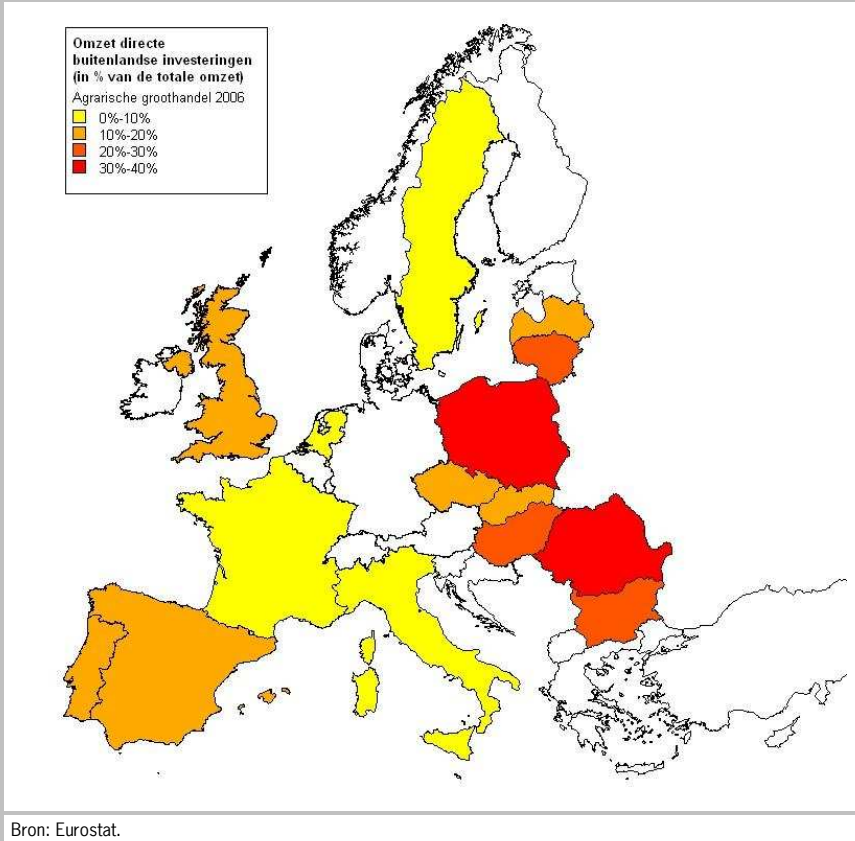 Omzet directe
buitenlandse investeringen
(in % van de totale omzet)
Agrarische groothandel 2006
0%-10%
10%-20%
20%-30%
30%-40%
Bron: Eurostat.